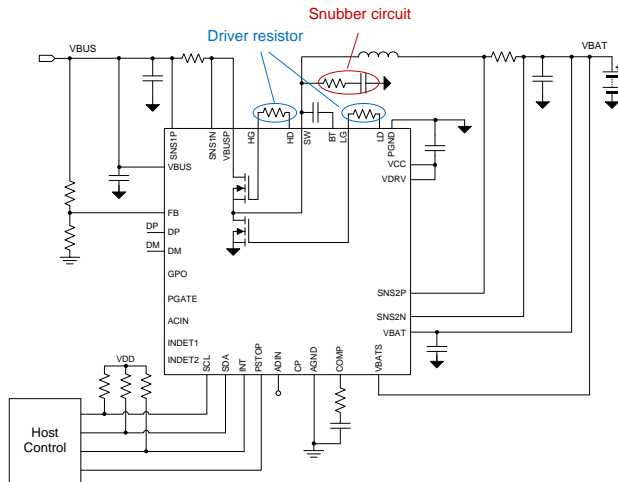 Snubber circuit
Driver resistor
VBUS
VBAT
SNS1P
SNS1N
VBUSP
HG
HD
SW
BT
LG
LD
PGND
VBUS
VCC
VDRV
FB
DP
DP
DM
DM
GPO
PGATE
ACIN
INDET1
INDET2
SNS2P
SNS2N
VBAT
SCL
SDA
INT
PSTOP
ADIN
CP
AGND
COMP
VBATS
VDD
Host
Control
+